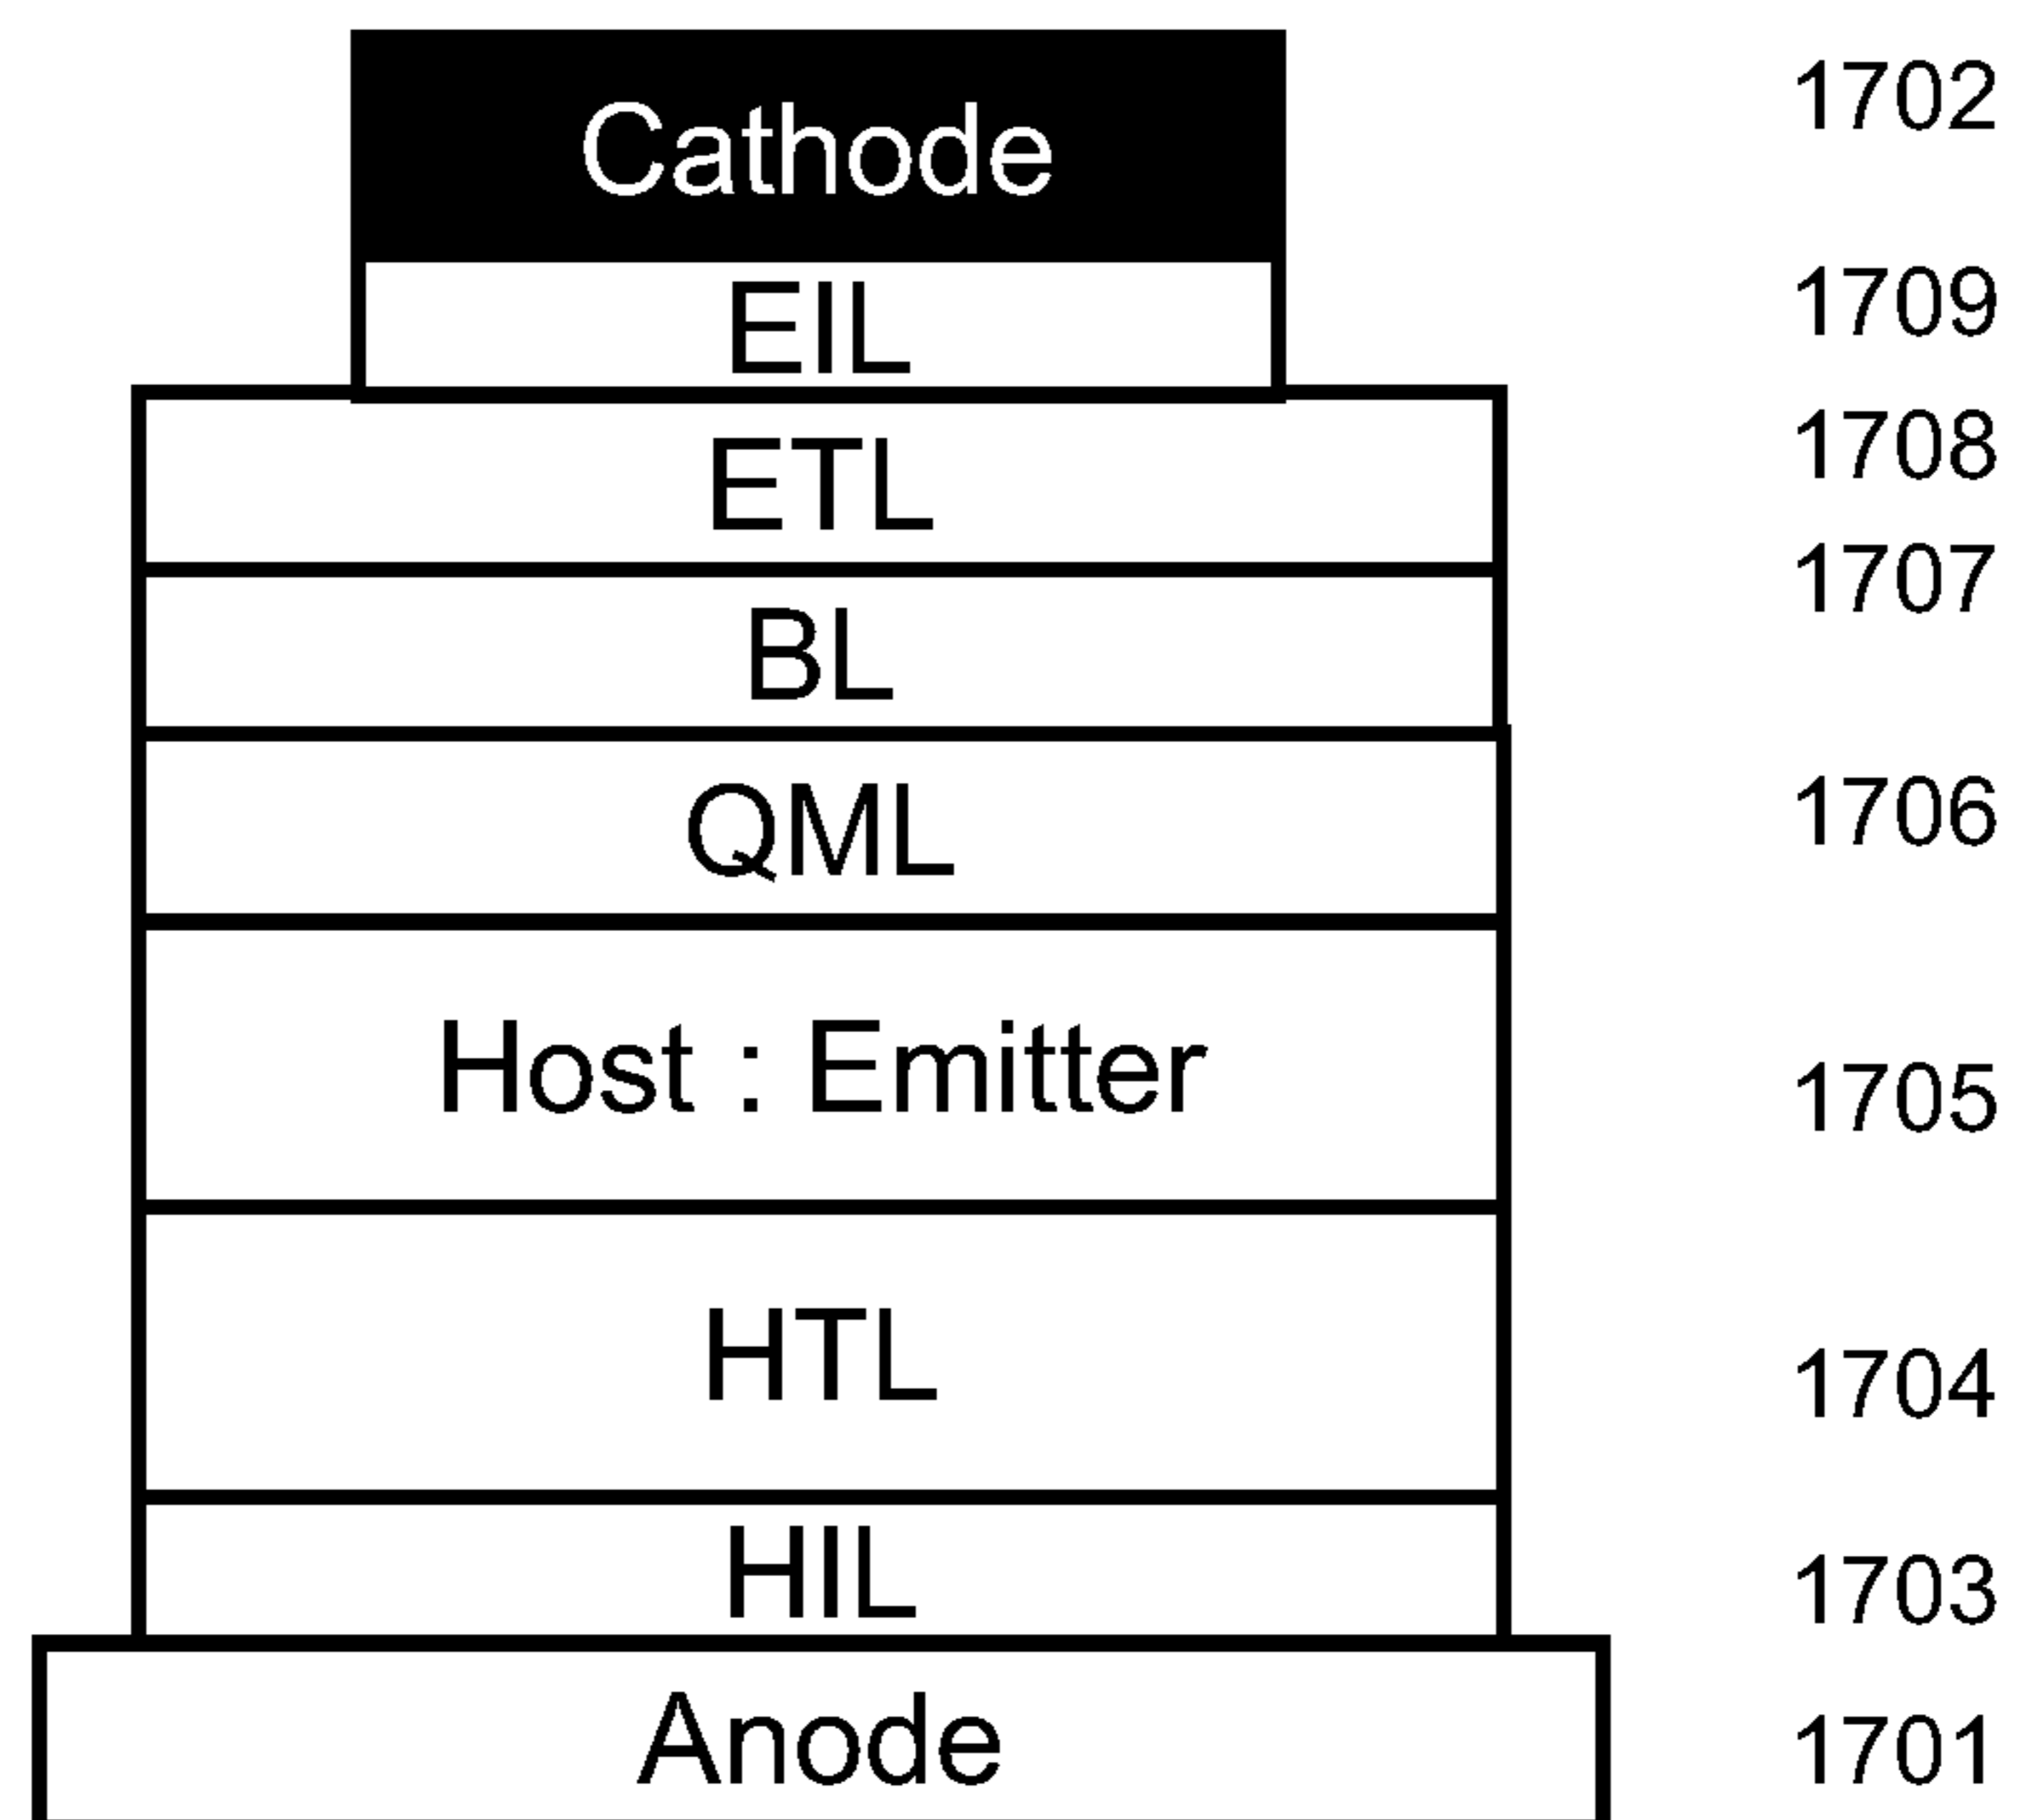 Cathode 1702
EIL 1709
ETL 1708
BL 1707
QML 1706
Host : Emitter 1705
HTL 1704
HIL 1703
Anode 1701